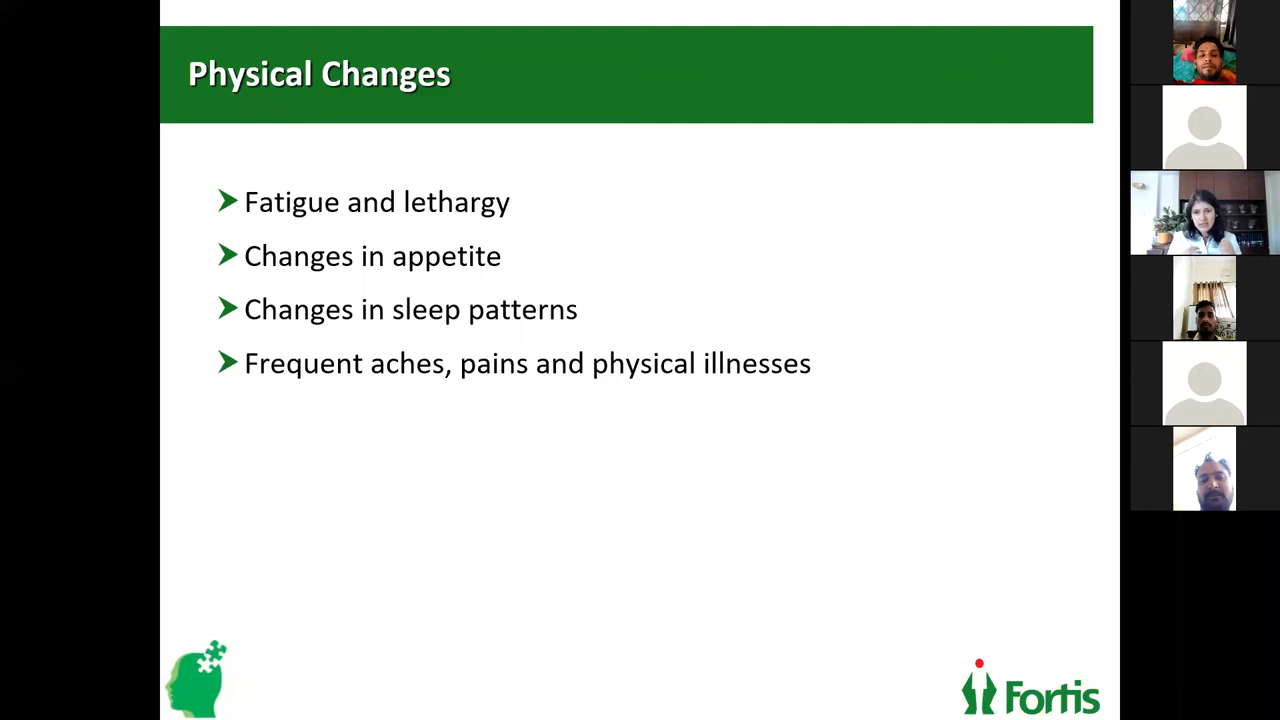 Physical Changes
Fatigue and lethargy
Changes in appetite
Changes in sleep patterns
Frequent aches, pains and physical illnesses
Fortis